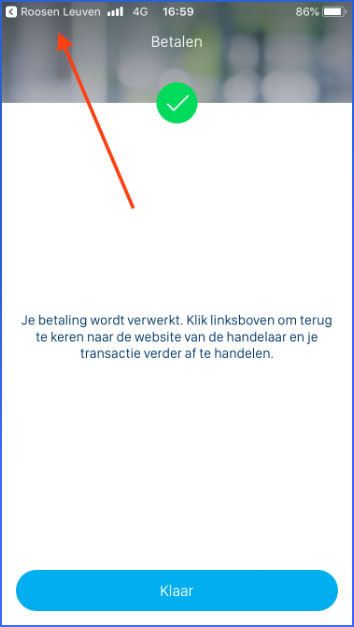 Roosen Leuven 4G 16:59 86%
Betalen
Je betaling wordt verwerkt. Klik linksboven om terug
te keren naar de website van de handelaar en je
transactie verder af te handelen.
Klaar